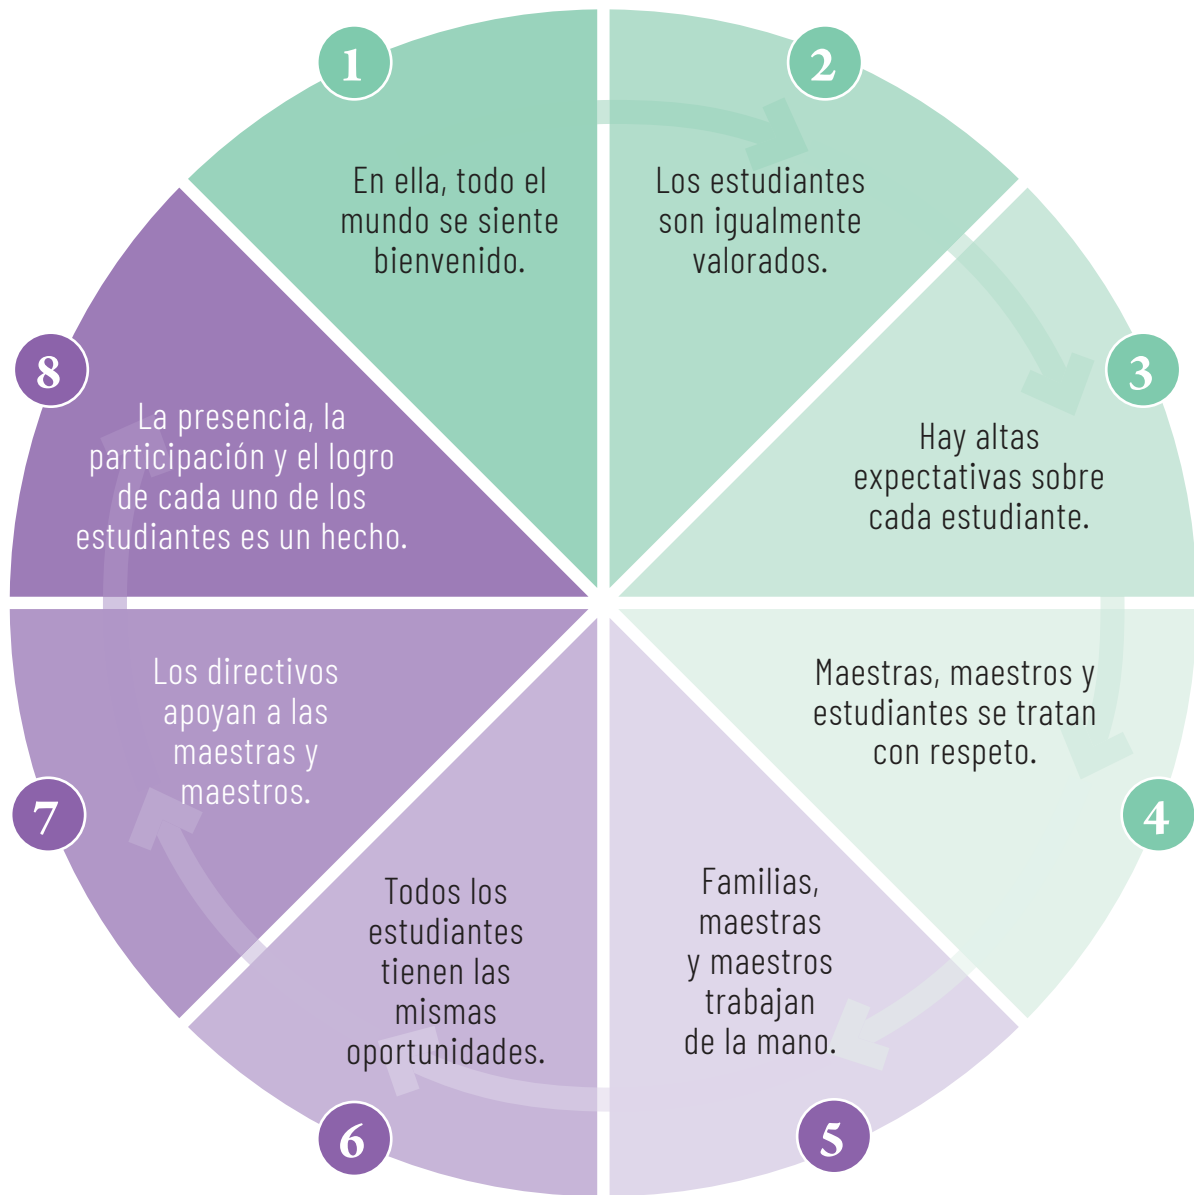 1
En ella, todo el
mundo se siente
bienvenido.
2
Los estudiantes
son igualmente
valorados.
3
Hay altas
expectativas sobre
cada estudiante.
4
Maestras, maestros y
estudiantes se tratan
con respeto.
5
Familias,
maestras
y maestros
trabajan
de la mano.
6
Todos los
estudiantes
tienen las
mismas
oportunidades.
7
Los directivos
apoyan a las
maestras y
maestros.
8
La presencia, la
participación y el logro
de cada uno de los
estudiantes es un hecho.